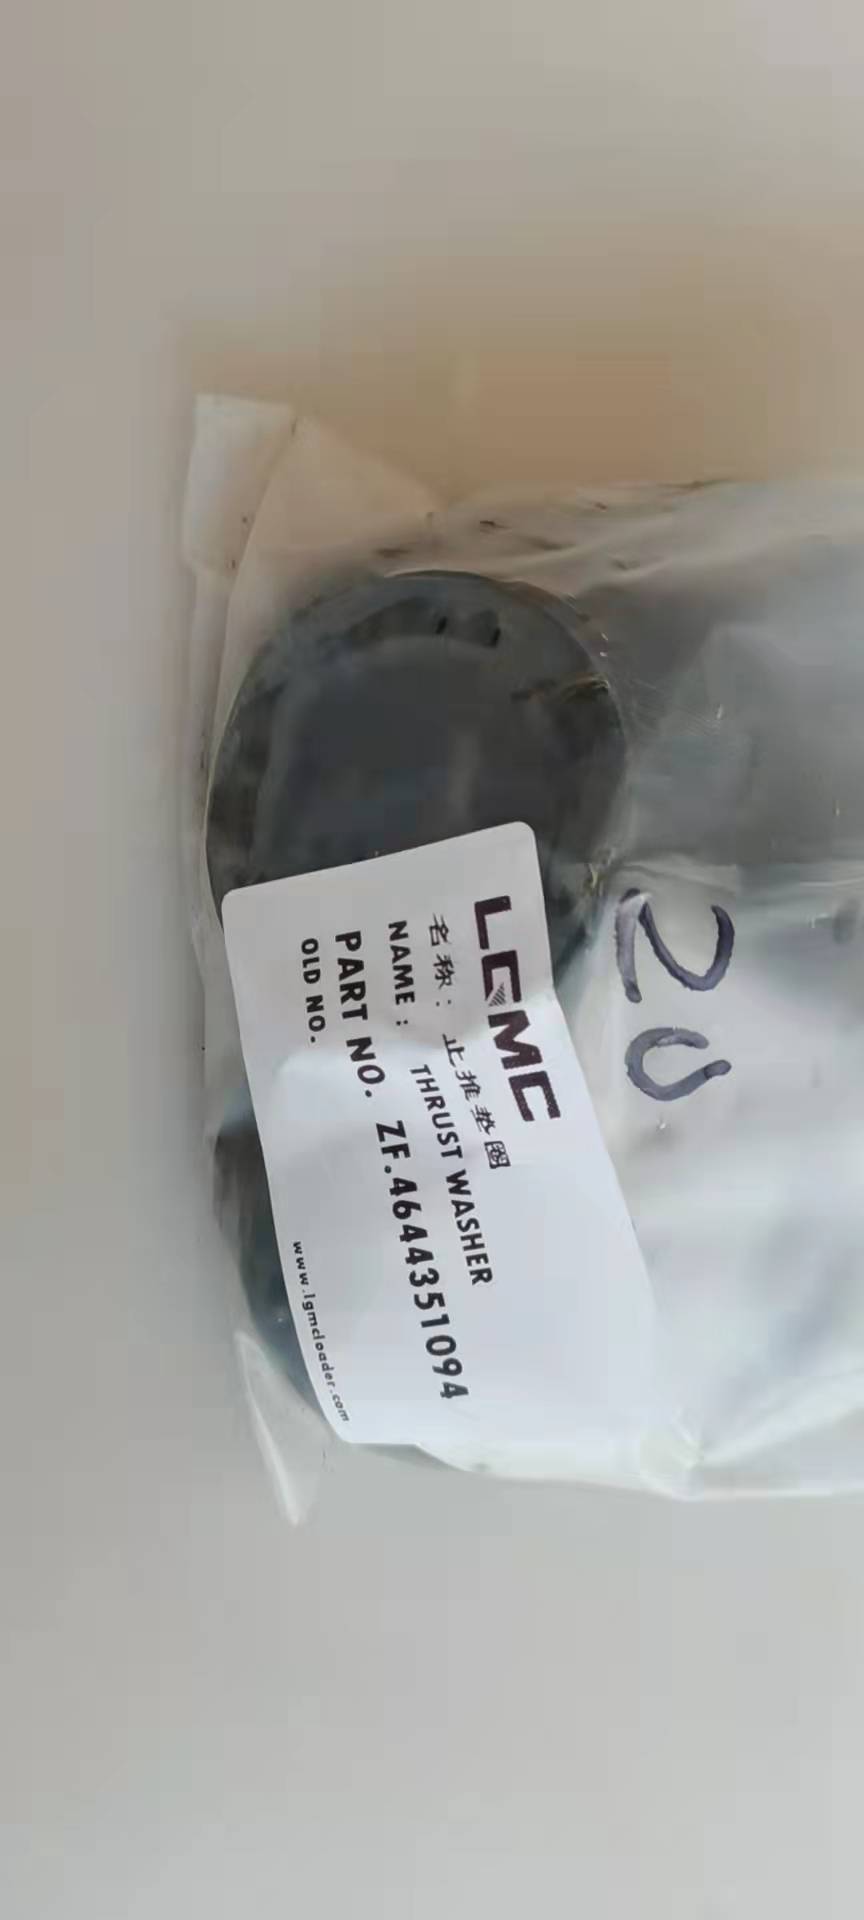 LGMC
名称： 止推垫圈
NAME： THRUST WASHER
PART NO. ZF.4644351094
OLD NO.
www.lgmcloader.com
20